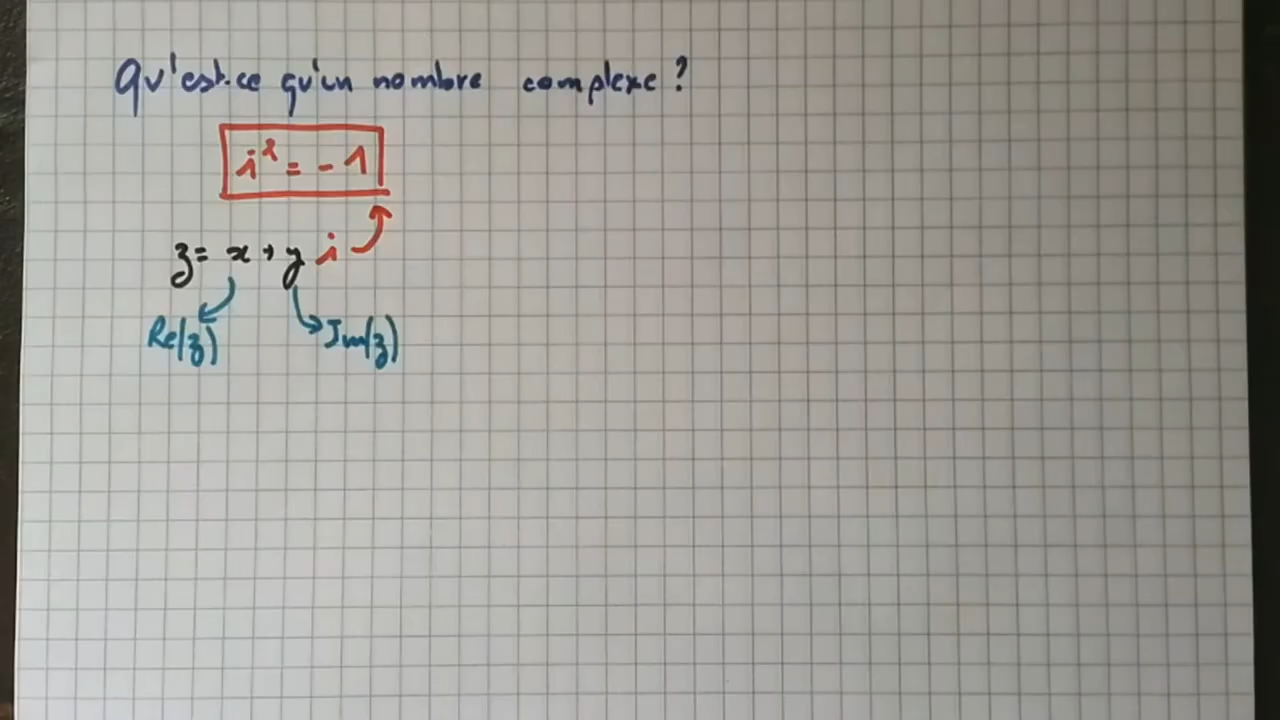 Qu'est-ce qu'un nombre complexe ?
i² = -1
z = x + y i
Re(z) Im(z)